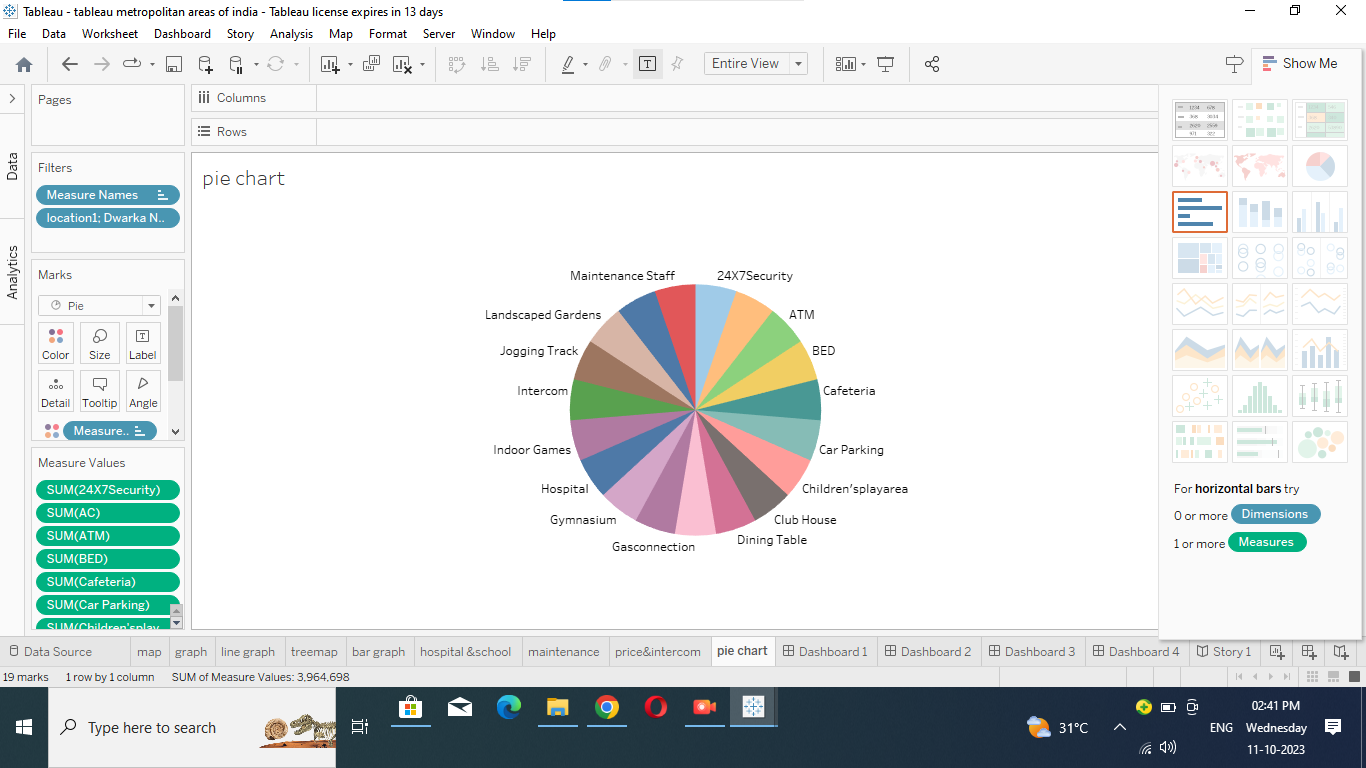 Tableau - tableau metropolitan areas of india - Tableau license expires in 13 days
File Data Worksheet Dashboard Story Analysis Map Format Server Window Help
Entire View
Show Me
Pages
Columns
Rows
Data
Analytics
Filters
Measure Names
location1; Dwarka N..
Marks
Pie
Color Size Label
Detail Tooltip Angle
Measure..
Measure Values
SUM(24X7Security)
SUM(AC)
SUM(ATM)
SUM(BED)
SUM(Cafeteria)
SUM(Car Parking)
SUM(Children'splay
pie chart
Maintenance Staff
24X7Security
Landscaped Gardens
ATM
Jogging Track
BED
Intercom
Cafeteria
Indoor Games
Car Parking
Hospital
Children'splayarea
Gymnasium
Club House
Gasconnection
Dining Table
For horizontal bars try
0 or more Dimensions
1 or more Measures
Data Source map graph line graph treemap bar graph hospital &school maintenance price&intercom pie chart Dashboard 1 Dashboard 2 Dashboard 3 Dashboard 4 Story 1
19 marks 1 row by 1 column SUM of Measure Values: 3,964,698
Type here to search
31°C
ENG
02:41 PM
Wednesday
11-10-2023